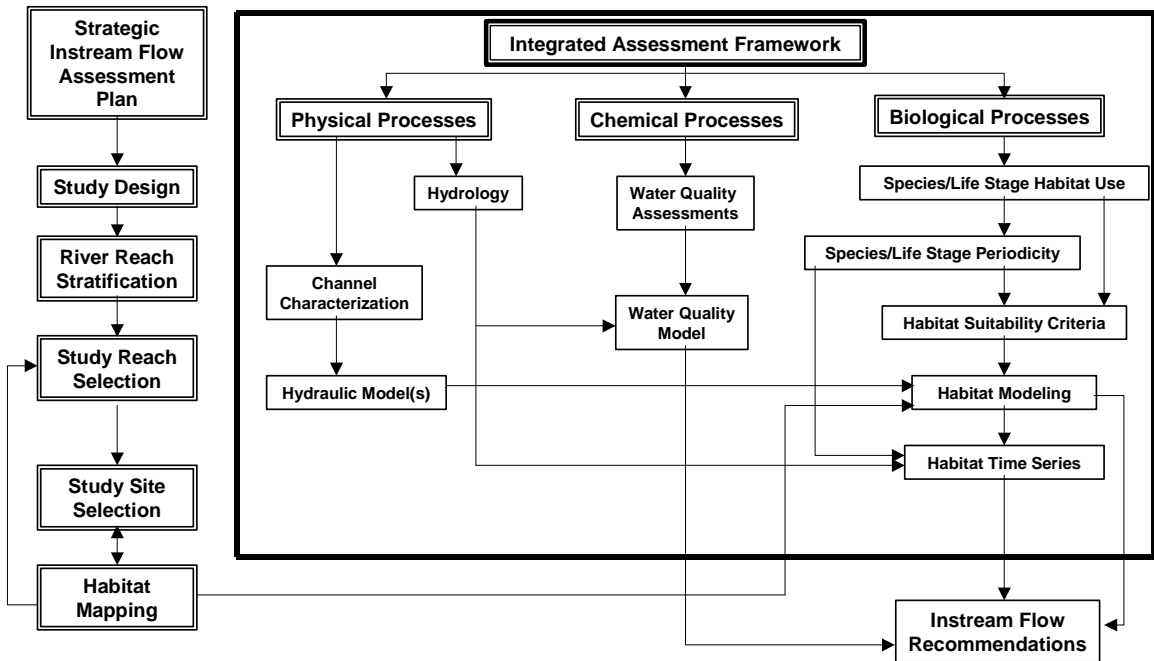 Strategic
Instream Flow
Assessment
Plan
Study Design
River Reach
Stratification
Study Reach
Selection
Study Site
Selection
Habitat
Mapping
Integrated Assessment Framework
Physical Processes
Chemical Processes
Biological Processes
Hydrology
Water Quality
Assessments
Species/Life Stage Habitat Use
Species/Life Stage Periodicity
Channel
Characterization
Water Quality
Model
Habitat Suitability Criteria
Hydraulic Model(s)
Habitat Modeling
Habitat Time Series
Instream Flow
Recommendations